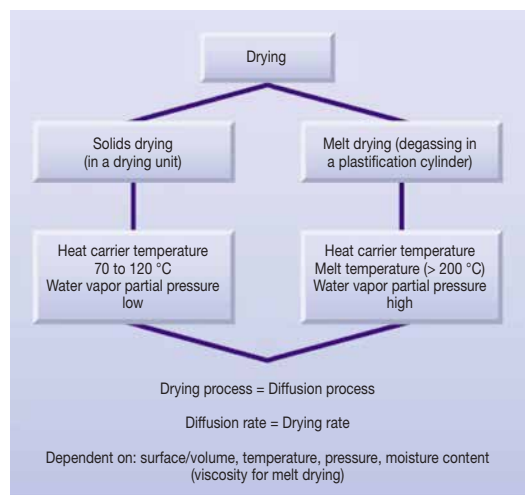 Drying
Solids drying
(in a drying unit)
Melt drying (degassing in
a plastification cylinder)
Heat carrier temperature
70 to 120 °C
Water vapor partial pressure
low
Heat carrier temperature
Melt temperature (> 200 °C)
Water vapor partial pressure
high
Drying process = Diffusion process
Diffusion rate = Drying rate
Dependent on: surface/volume, temperature, pressure, moisture content
(viscosity for melt drying)